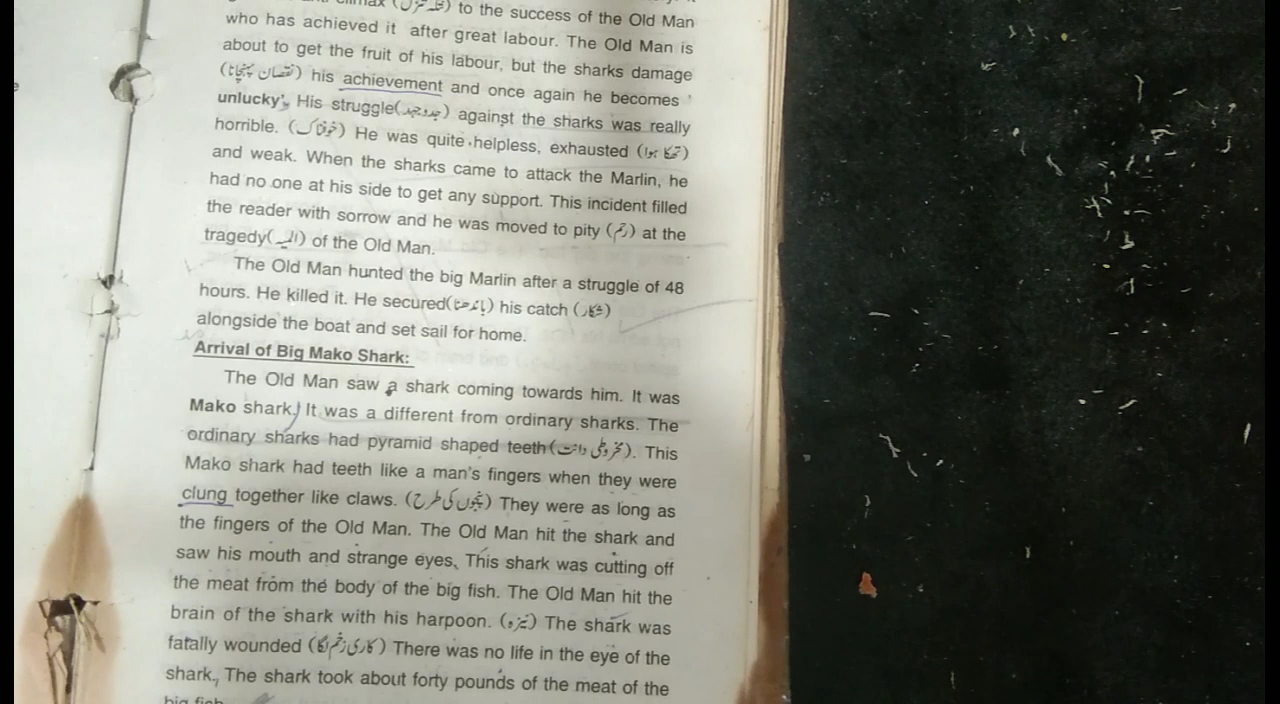 to the success of the Old Man
who has achieved it after great labour. The Old Man is
about to get the fruit of his labour, but the sharks damage
(نقصان پہنچانا) his achievement and once again he becomes
unlucky'. His struggle(جدوجہد) against the sharks was really
horrible. (خوفناک) He was quite helpless, exhausted (تھکا ہوا)
and weak. When the sharks came to attack the Marlin, he
had no one at his side to get any support. This incident filled
the reader with sorrow and he was moved to pity (رحم) at the
tragedy(المیہ) of the Old Man.
The Old Man hunted the big Marlin after a struggle of 48
hours. He killed it. He secured(باندھنا) his catch (شکار)
alongside the boat and set sail for home.
Arrival of Big Mako Shark:
The Old Man saw a shark coming towards him. It was
Mako shark. It was a different from ordinary sharks. The
ordinary sharks had pyramid shaped teeth(مخروطی دانت). This
Mako shark had teeth like a man's fingers when they were
clung together like claws. (پنجوں کی طرح) They were as long as
the fingers of the Old Man. The Old Man hit the shark and
saw his mouth and strange eyes. This shark was cutting off
the meat from the body of the big fish. The Old Man hit the
brain of the shark with his harpoon. (نیزہ) The shark was
fatally wounded (کاری زخم لگا) There was no life in the eye of the
shark. The shark took about forty pounds of the meat of the
big fish